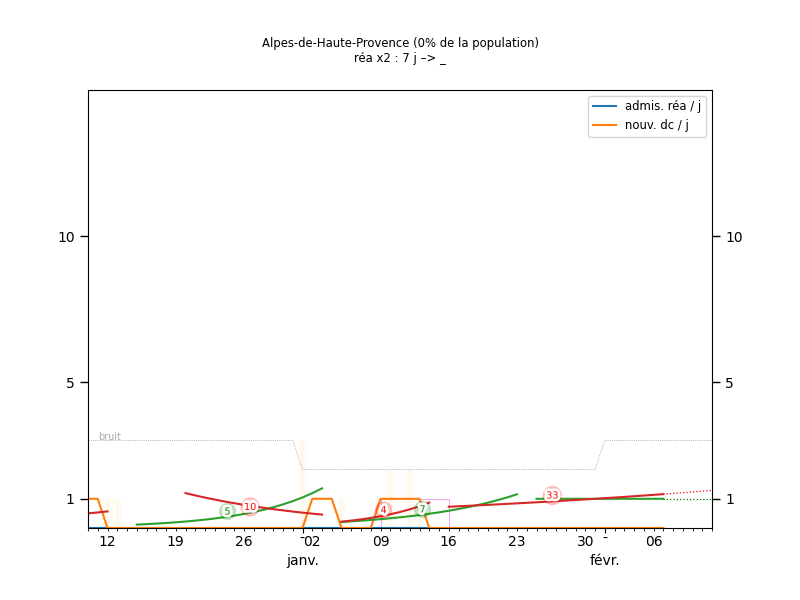 Alpes-de-Haute-Provence (0% de la population)
réa x2 : 7 j –> _
admis. réa / j
nouv. dc / j
10 10
5 5
bruit
1 1
5 10 4 7 33
12 19 26 -02 09 16 23 30 - 06
janv. févr.